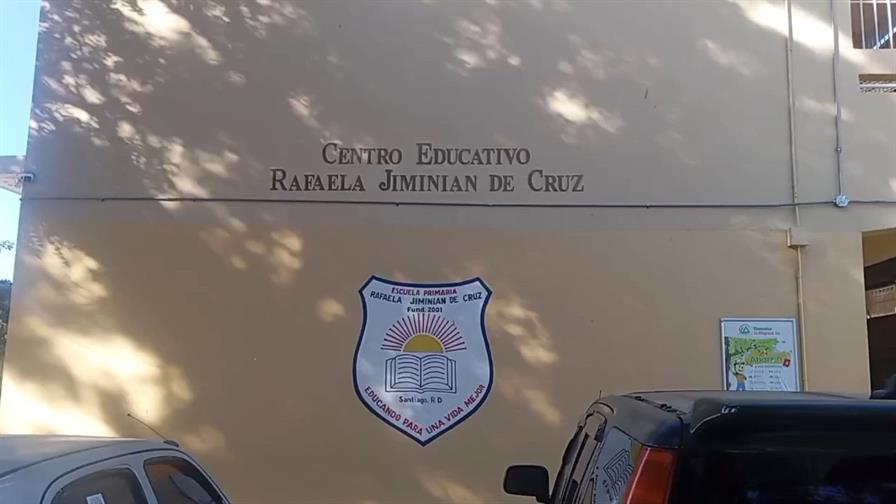 CENTRO EDUCATIVO
RAFAELA JIMINIAN DE CRUZ
ESCUELA PRIMARIA
RAFAELA JIMINIAN DE CRUZ
Fund. 2001
Santiago, R.D
EDUCANDO PARA UNA VIDA MEJOR